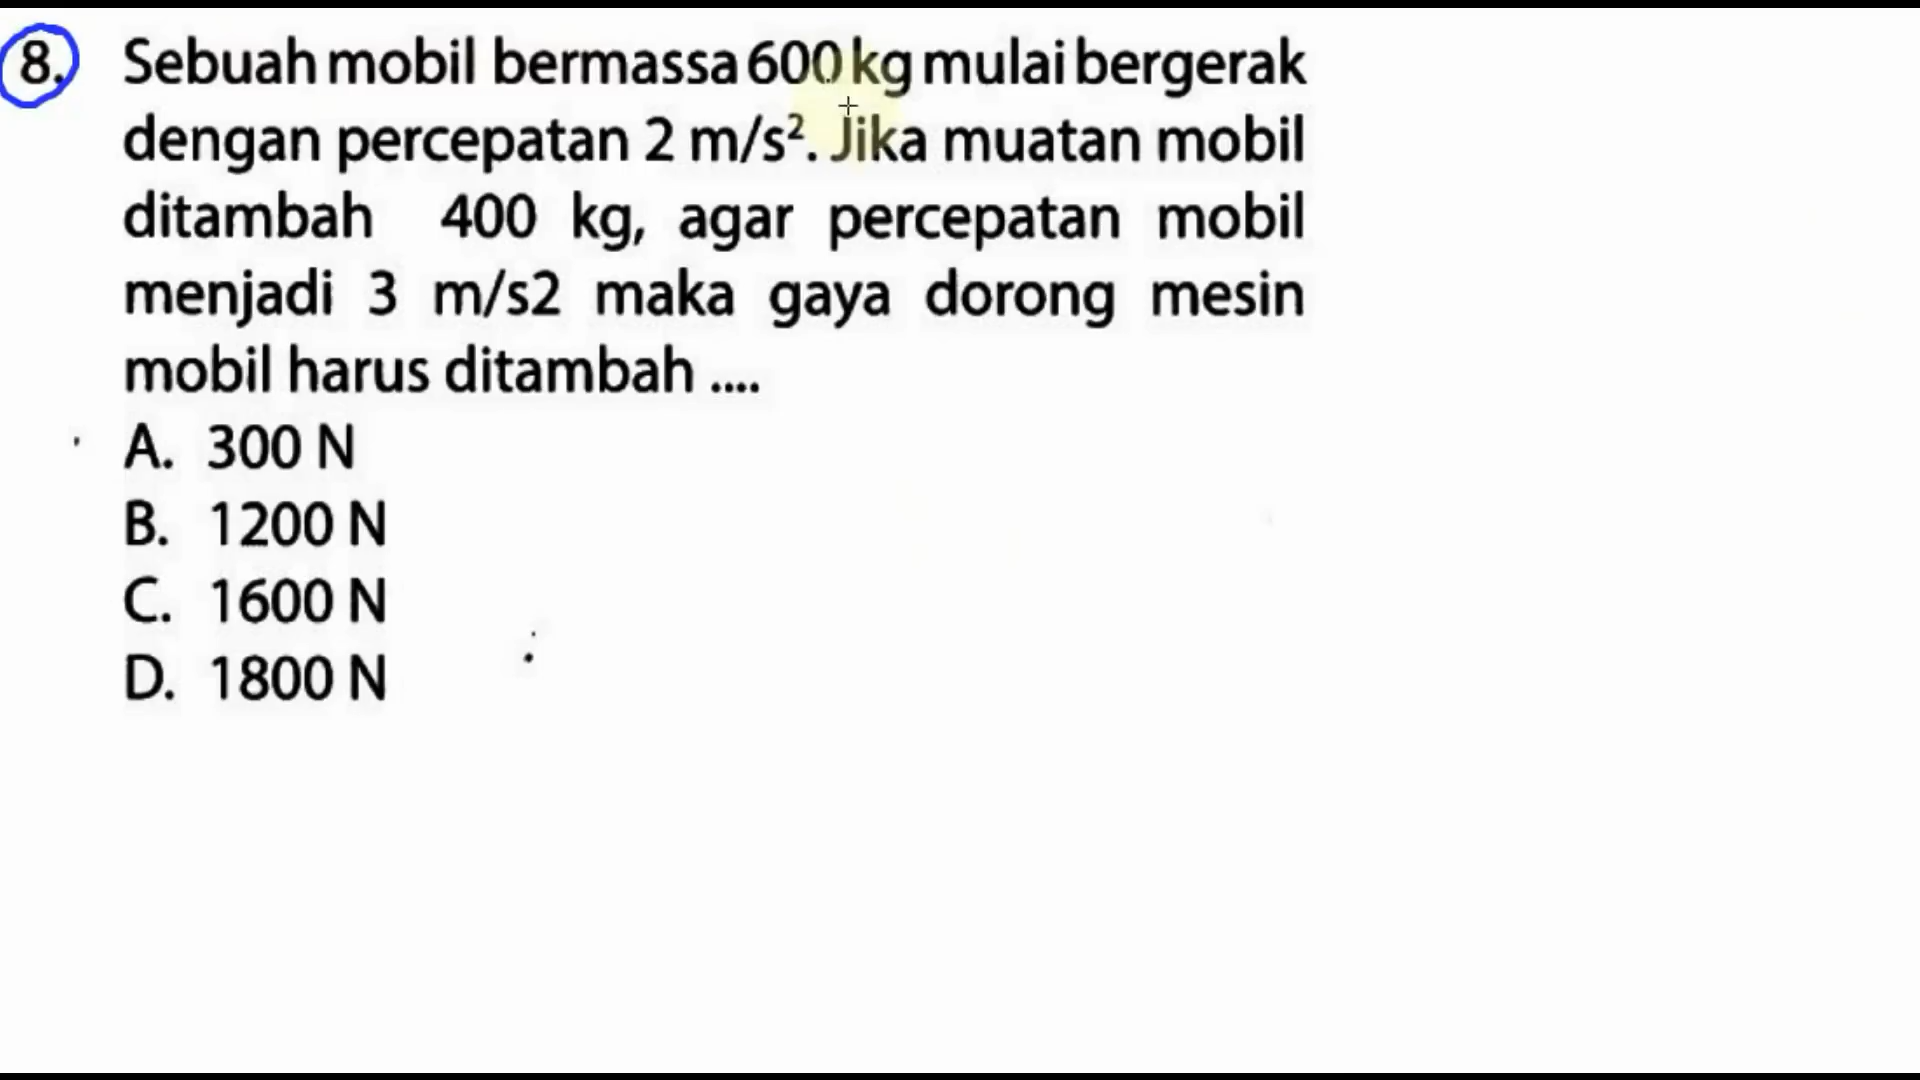 8. Sebuah mobil bermassa 600 kg mulai bergerak
dengan percepatan 2 m/s². Jika muatan mobil
ditambah 400 kg, agar percepatan mobil
menjadi 3 m/s2 maka gaya dorong mesin
mobil harus ditambah ....
A. 300 N
B. 1200 N
C. 1600 N
D. 1800 N